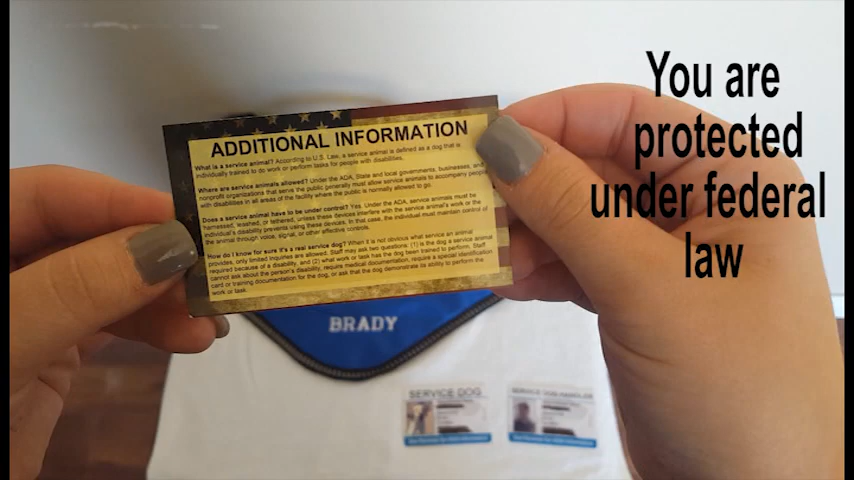 You are
protected
under federal
law
ADDITIONAL INFORMATION
What is a service animal? According to U.S. Law, a service animal is defined as a dog that is
individually trained to do work or perform tasks for people with disabilities.
Where are service animals allowed? Under the ADA, State and local governments, businesses, and
nonprofit organizations that serve the public generally must allow service animals to accompany people
with disabilities in all areas of the facility where the public is normally allowed to go.
Does a service animal have to be under control? Yes. Under the ADA, service animals must be
harnessed, leashed, or tethered, unless these devices interfere with the service animal's work or the
individual's disability prevents using these devices. In that case, the individual must maintain control of
the animal through voice, signal, or other effective controls.
How do I know for sure it's a real service dog? When it is not obvious what service an animal
provides, only limited inquiries are allowed. Staff may ask two questions: (1) is the dog a service animal
required because of a disability, and (2) what work or task has the dog been trained to perform. Staff
cannot ask about the person's disability, require medical documentation, require a special identification
card or training documentation for the dog, or ask that the dog demonstrate its ability to perform the
work or task.
BRADY
SERVICE DOG
SERVICE DOG HANDLER